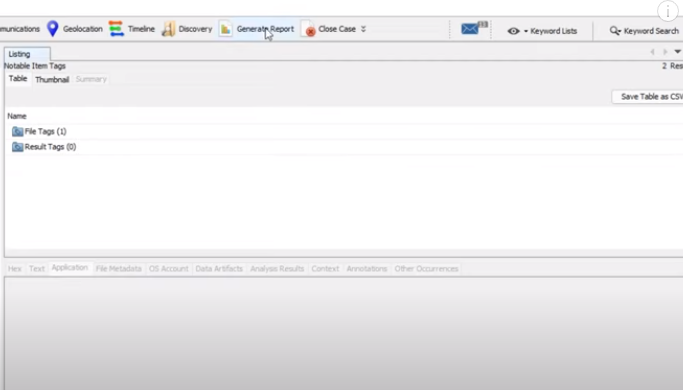 munications Geolocation Timeline Discovery Generate Report Close Case Keyword Lists Keyword Search
Listing
Notable Item Tags 2 Res
Table Thumbnail Summary
Save Table as CSV
Name
File Tags (1)
Result Tags (0)
Hex Text Application File Metadata OS Account Data Artifacts Analysis Results Context Annotations Other Occurrences